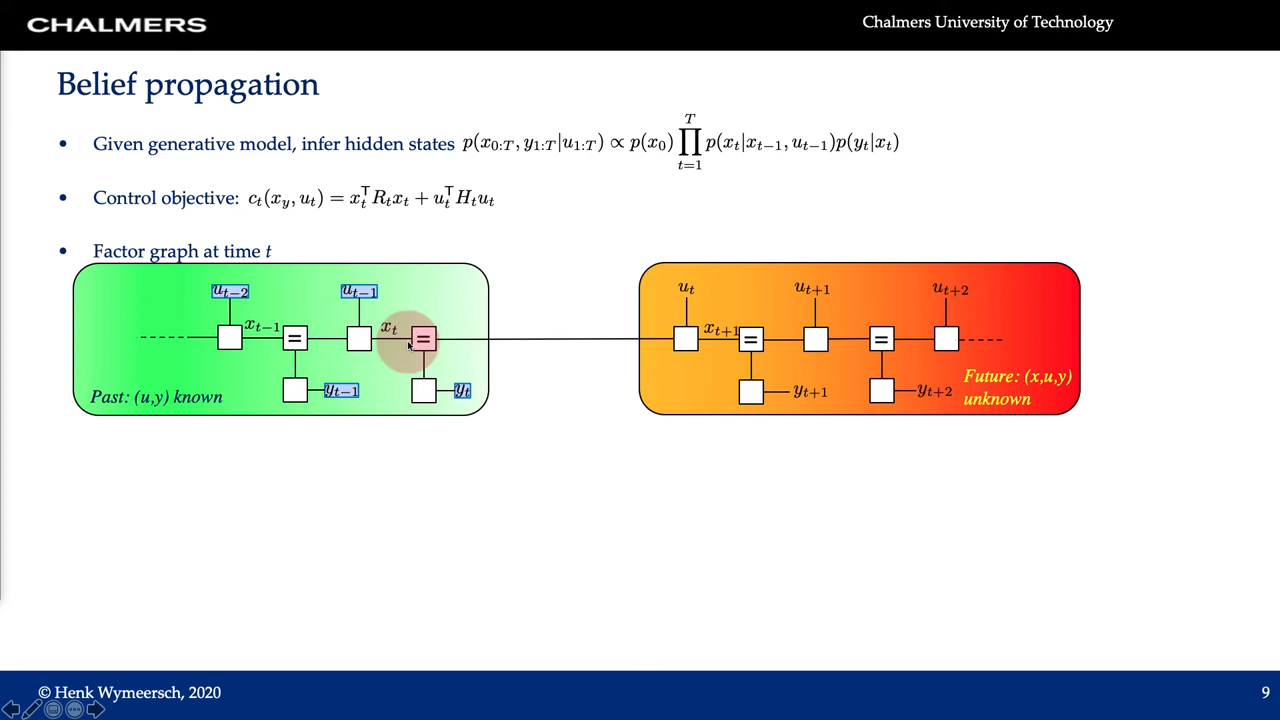 CHALMERS
Chalmers University of Technology
Belief propagation
• Given generative model, infer hidden states p(x_{0:T}, y_{1:T}|u_{1:T}) ∝ p(x_0) ∏_{t=1}^{T} p(x_t|x_{t−1}, u_{t−1})p(y_t|x_t)
• Control objective: c_t(x_y, u_t) = x_t^T R_t x_t + u_t^T H_t u_t
• Factor graph at time t
u_{t−2} u_{t−1} u_t u_{t+1} u_{t+2}
x_{t−1} = x_t = x_{t+1} = =
y_{t−1} y_t y_{t+1} y_{t+2}
Past: (u,y) known
Future: (x,u,y)
unknown
© Henk Wymeersch, 2020
9